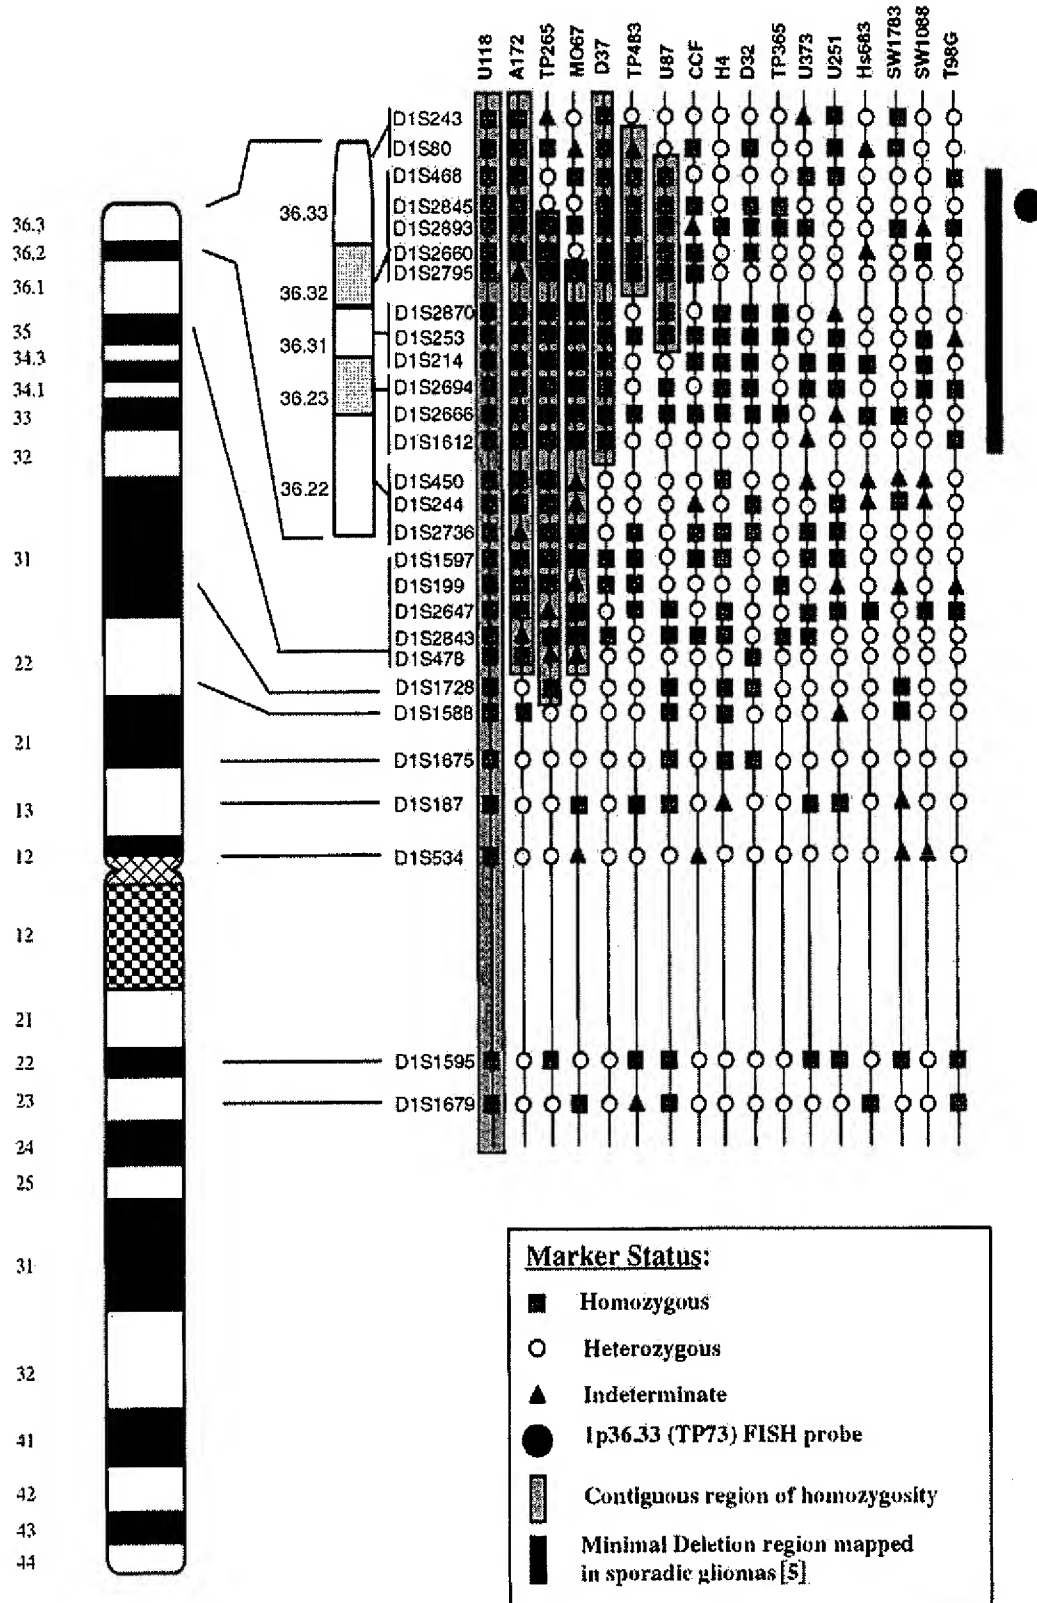 U118 A172 TP265 MO67 D37 TP483 U87 CCF H4 D32 TP365 U373 U251 Hs683 SW1783 SW1088 T98G
D1S243
D1S80
D1S468
D1S2845
D1S2893
D1S2660
D1S2795
D1S2870
D1S253
D1S214
D1S2694
D1S2666
D1S1612
D1S450
D1S244
D1S2736
D1S1597
D1S199
D1S2647
D1S2843
D1S478
D1S1728
D1S1588
D1S1675
D1S187
D1S534
D1S1595
D1S1679
36.33
36.32
36.31
36.23
36.22
36.3
36.2
36.1
35
34.3
34.1
33
32
31
22
21
13
12
12
21
22
23
24
25
31
32
41
42
43
44
Marker Status:
Homozygous
Heterozygous
Indeterminate
1p36.33 (TP73) FISH probe
Contiguous region of homozygosity
Minimal Deletion region mapped
in sporadic gliomas [5]